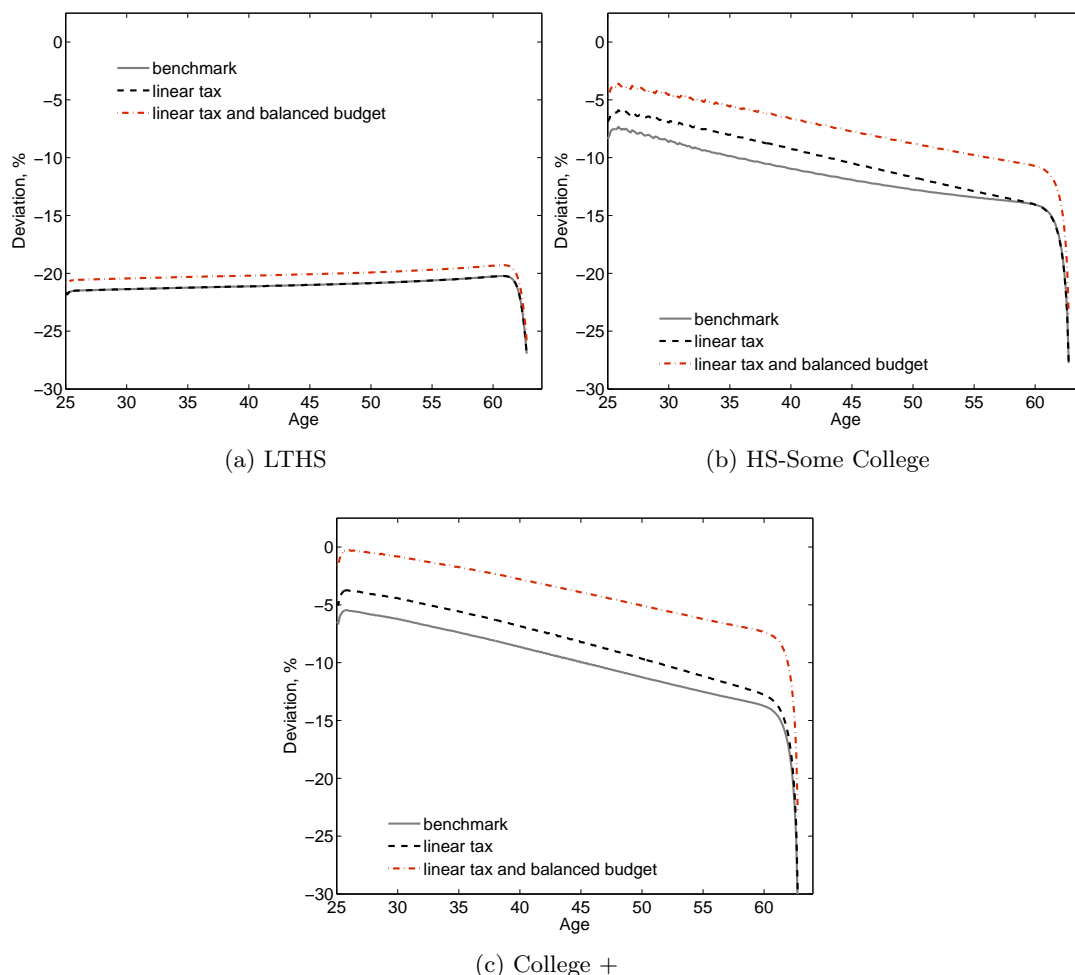 0
−5
−10
−15
−20
−25
−30
Deviation, %
benchmark
linear tax
linear tax and balanced budget
25 30 35 40 45 50 55 60
Age
(a) LTHS
0
−5
−10
−15
−20
−25
−30
Deviation, %
benchmark
linear tax
linear tax and balanced budget
25 30 35 40 45 50 55 60
Age
(b) HS-Some College
0
−5
−10
−15
−20
−25
−30
Deviation, %
benchmark
linear tax
linear tax and balanced budget
25 30 35 40 45 50 55 60
Age
(c) College +